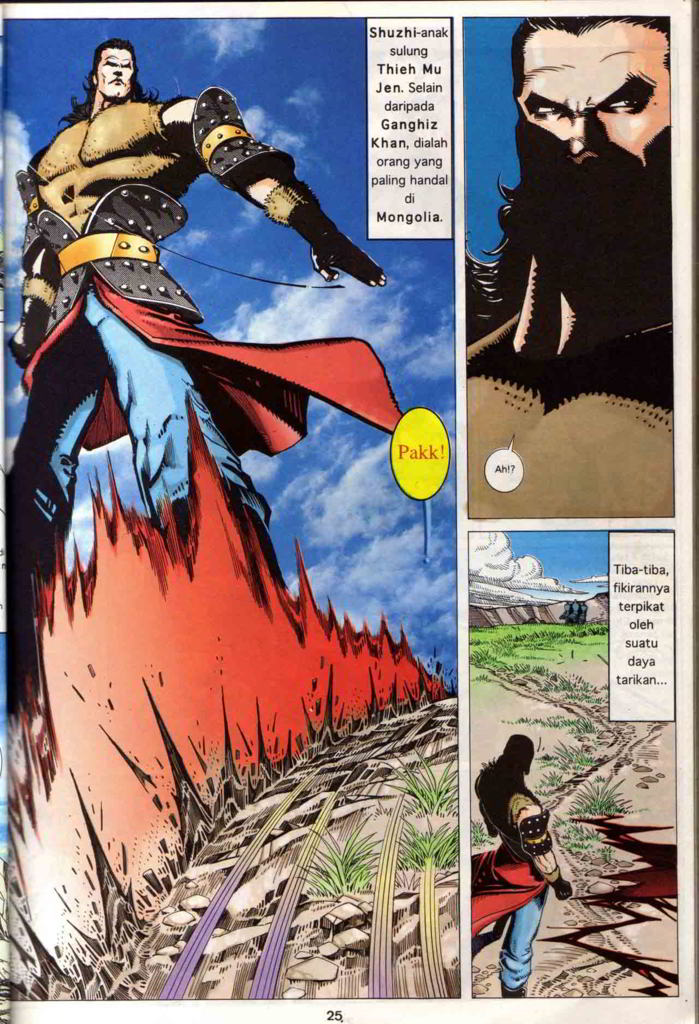 Shuzhi-anak
sulung
Thieh Mu
Jen. Selain
daripada
Ganghiz
Khan, dialah
orang yang
paling handal
di
Mongolia.
Pakk!
Ah!?
Tiba-tiba,
fikirannya
terpikat
oleh
suatu
daya
tarikan...
25